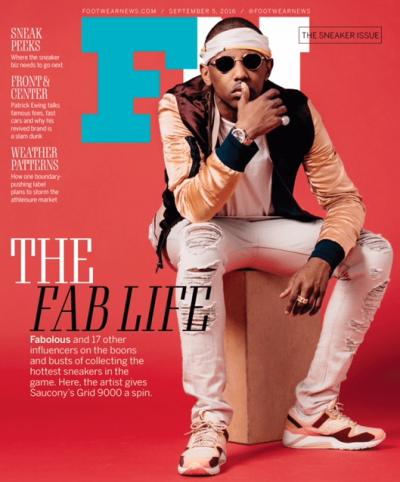 FOOTWEARNEWS.COM / SEPTEMBER 5, 2016 / @FOOTWEARNEWS
FN
THE SNEAKER ISSUE
SNEAK
PEEKS
Where the sneaker
biz needs to go next
FRONT &
CENTER
Patrick Ewing talks
famous fees, fast
cars and why his
revived brand is
a slam dunk
WEATHER
PATTERNS
How one boundary-
pushing label
plans to storm the
athleisure market
THE
FAB LIFE
Fabolous and 17 other
influencers on the boons
and busts of collecting the
hottest sneakers in the
game. Here, the artist gives
Saucony's Grid 9000 a spin.